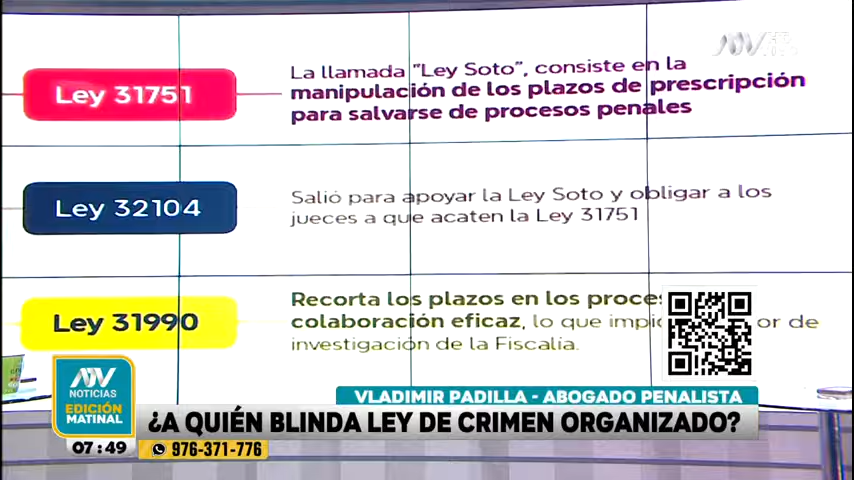 La llamada "Ley Soto", consiste en la
Ley 31751
manipulación de los plazos de prescripción
para salvarse de procesos penales
Ley 32104
Salió para apoyar la Ley Soto y obligar a los
jueces a que acaten la Ley 31751
Ley 31990
Recorta los plazos en los
colaboración eficaz, lo que
or de
investigación de la Fiscalía.
ATV
NOTICIAS
EDICIÓN
MATINAL
VLADIMIR PADILLA - ABOGADO PENALISTA
¿A QUIÉN BLINDA LEY DE CRIMEN ORGANIZADO?
07:49
976-371-776